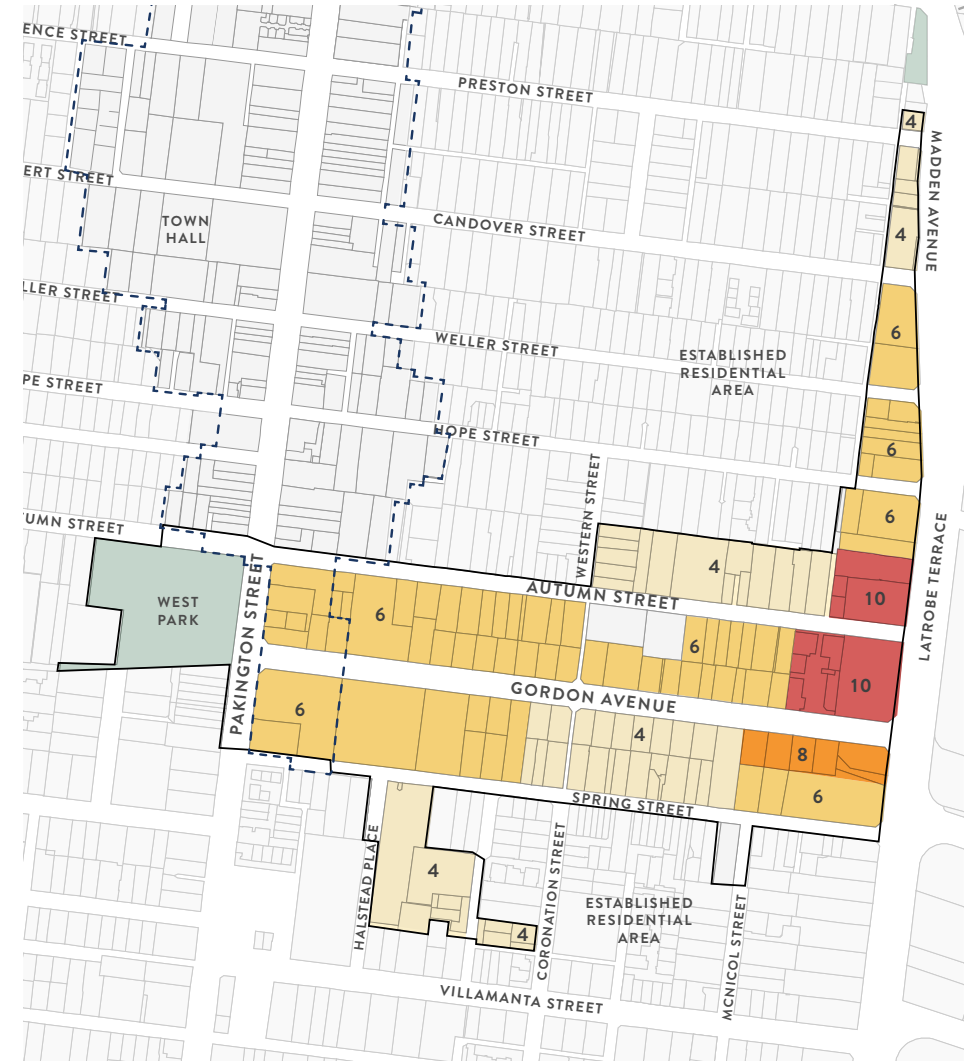 ENCE STREET
PRESTON STREET
4
MADDEN AVENUE
ERT STREET
TOWN
HALL
CANDOVER STREET
4
LLER STREET
WELLER STREET
6
ESTABLISHED
RESIDENTIAL
AREA
PE STREET
HOPE STREET
6
WESTERN STREET
6
TUMN STREET
4
AUTUMN STREET
10
LATROBE TERRACE
WEST
PARK
PAKINGTON STREET
6
6
10
GORDON AVENUE
6
4
8
6
SPRING STREET
HALSTEAD PLACE
4
CORONATION STREET
4
ESTABLISHED
RESIDENTIAL
AREA
MCNICOL STREET
VILLAMANTA STREET